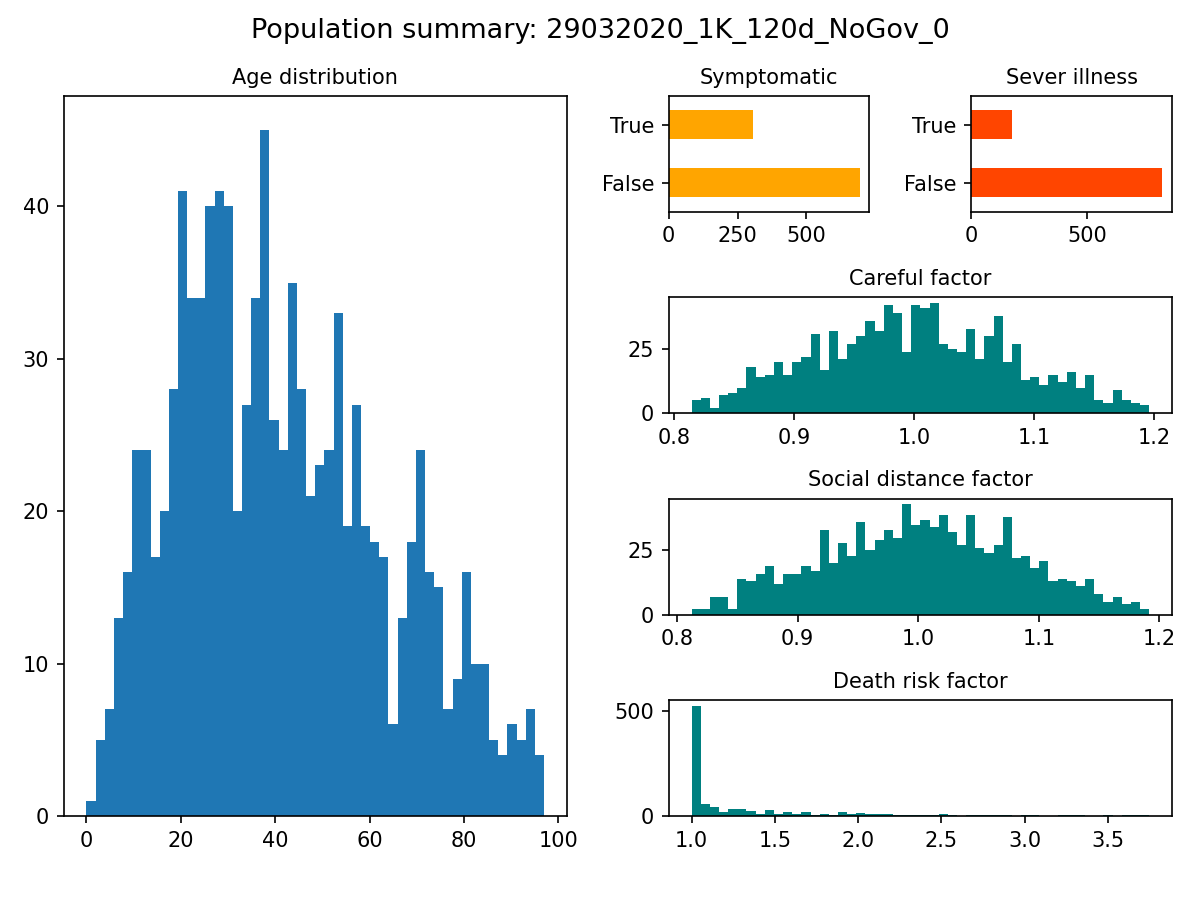 Population summary: 29032020_1K_120d_NoGov_0
Age distribution
40
30
20
10
0
0 20 40 60 80 100
Symptomatic
True
False
0 250 500
Sever illness
True
False
0 500
Careful factor
25
0
0.8 0.9 1.0 1.1 1.2
Social distance factor
25
0
0.8 0.9 1.0 1.1 1.2
Death risk factor
500
0
1.0 1.5 2.0 2.5 3.0 3.5